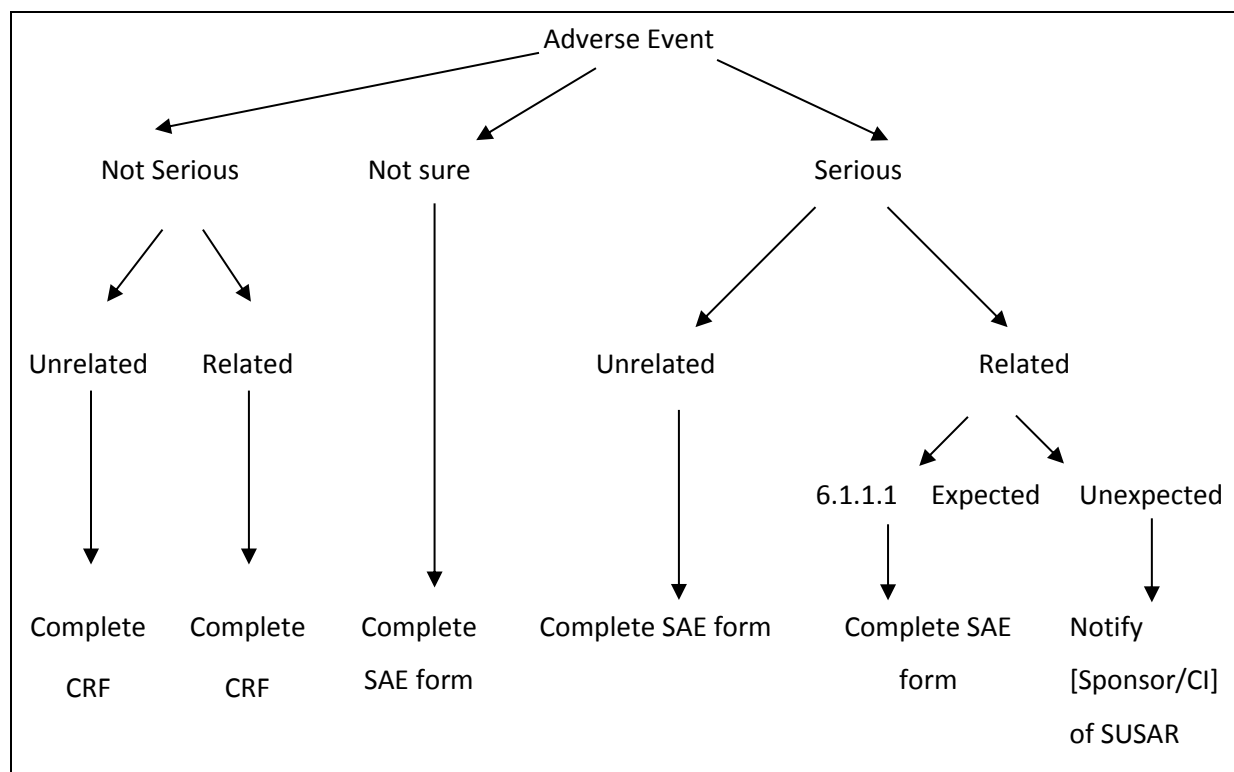 Adverse Event
Not Serious Not sure Serious
Unrelated Related Unrelated Related
6.1.1.1 Expected Unexpected
Complete Complete Complete Complete SAE form Complete SAE Notify
CRF CRF SAE form form [Sponsor/CI]
of SUSAR